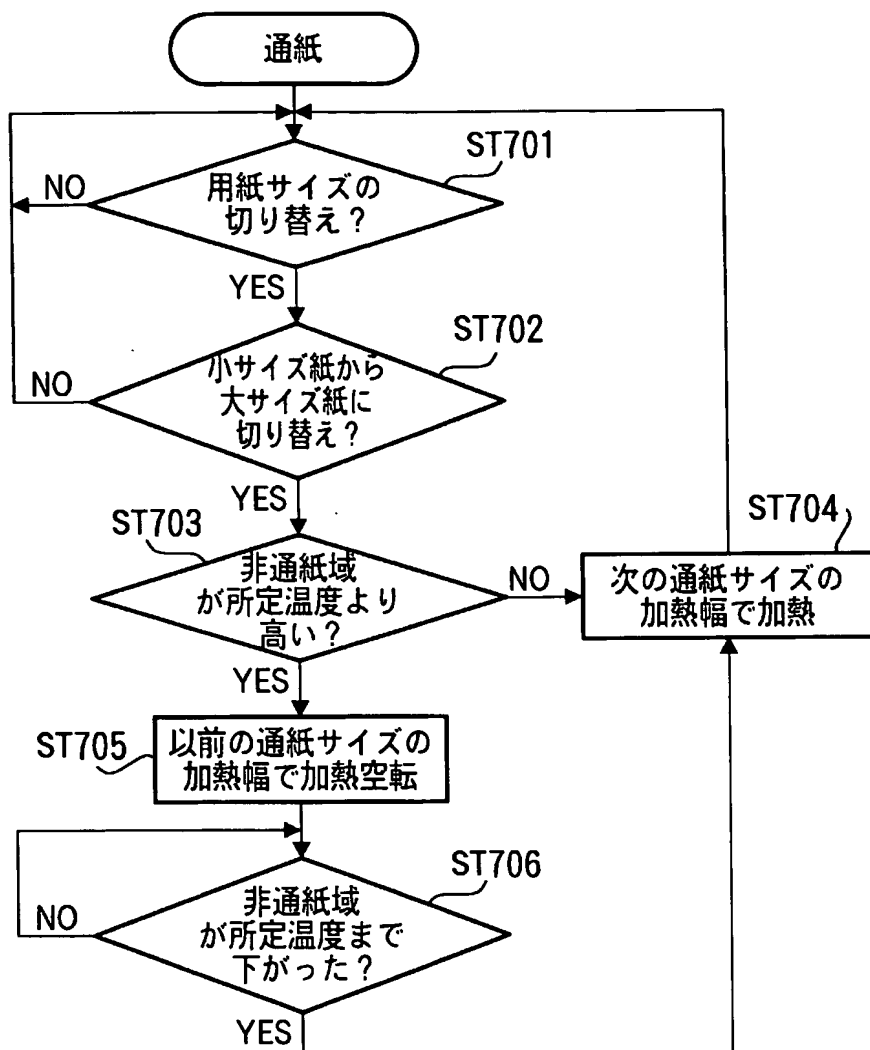 通紙
ST701
用紙サイズの
切り替え?
NO
YES
ST702
小サイズ紙から
大サイズ紙に
切り替え?
NO
YES
ST703
非通紙域
が所定温度より
高い?
NO
YES
ST704
次の通紙サイズの
加熱幅で加熱
ST705
以前の通紙サイズの
加熱幅で加熱空転
ST706
非通紙域
が所定温度まで
下がった?
NO
YES